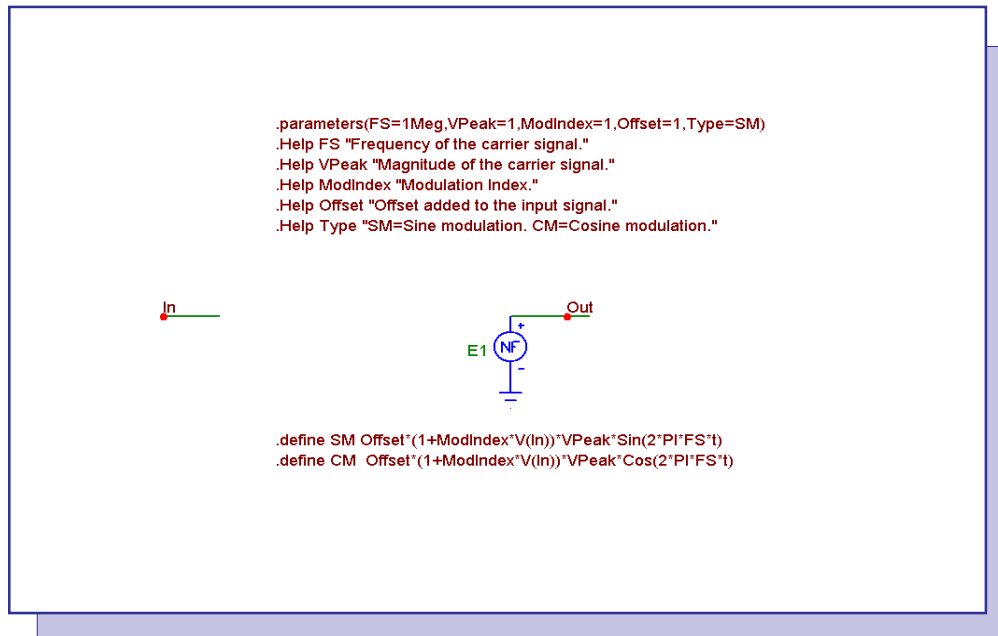 .parameters(FS=1Meg,VPeak=1,ModIndex=1,Offset=1,Type=SM)
.Help FS "Frequency of the carrier signal."
.Help VPeak "Magnitude of the carrier signal."
.Help ModIndex "Modulation Index."
.Help Offset "Offset added to the input signal."
.Help Type "SM=Sine modulation. CM=Cosine modulation."
In
Out
+
E1
NF
-
.define SM Offset*(1+ModIndex*V(In))*VPeak*Sin(2*PI*FS*t)
.define CM  Offset*(1+ModIndex*V(In))*VPeak*Cos(2*PI*FS*t)